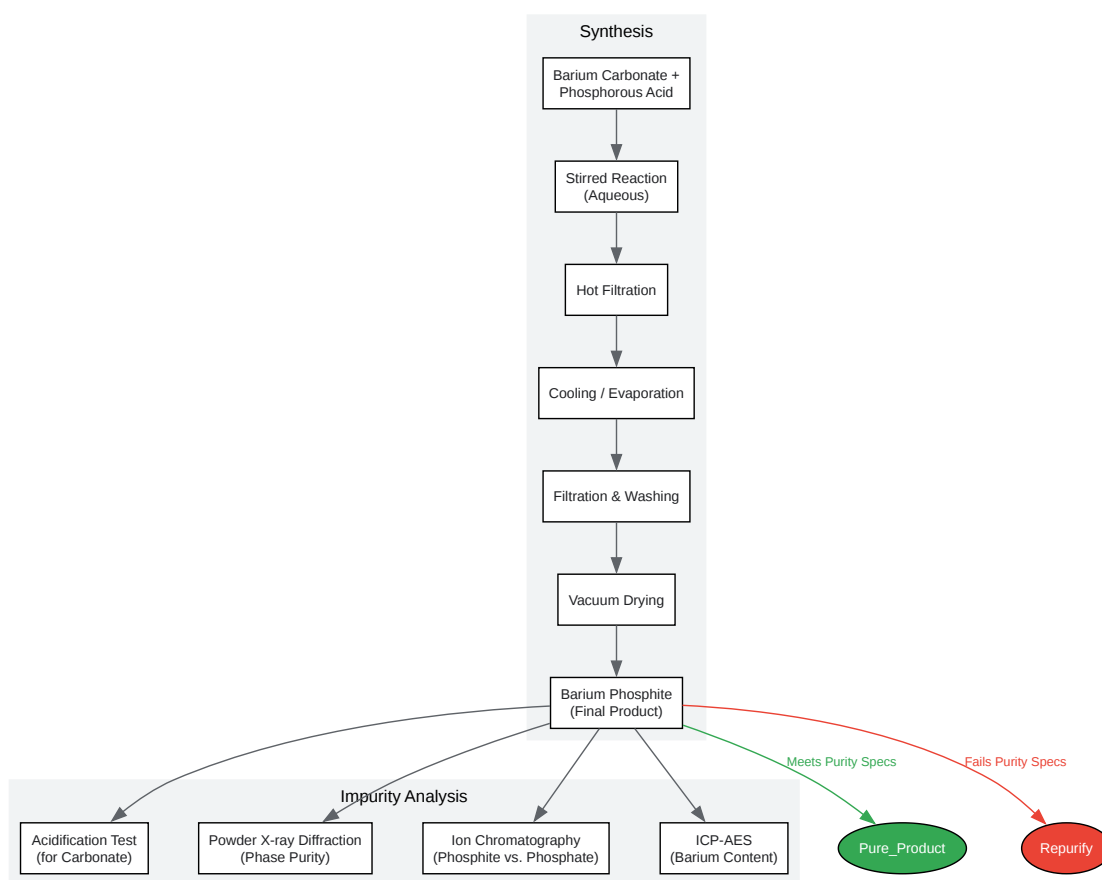 Synthesis
Barium Carbonate +
Phosphorous Acid
Stirred Reaction
(Aqueous)
Hot Filtration
Cooling / Evaporation
Filtration & Washing
Vacuum Drying
Barium Phosphite
(Final Product)
Meets Purity Specs
Fails Purity Specs
Impurity Analysis
Acidification Test
(for Carbonate)
Powder X-ray Diffraction
(Phase Purity)
Ion Chromatography
(Phosphite vs. Phosphate)
ICP-AES
(Barium Content)
Pure_Product
Repurify